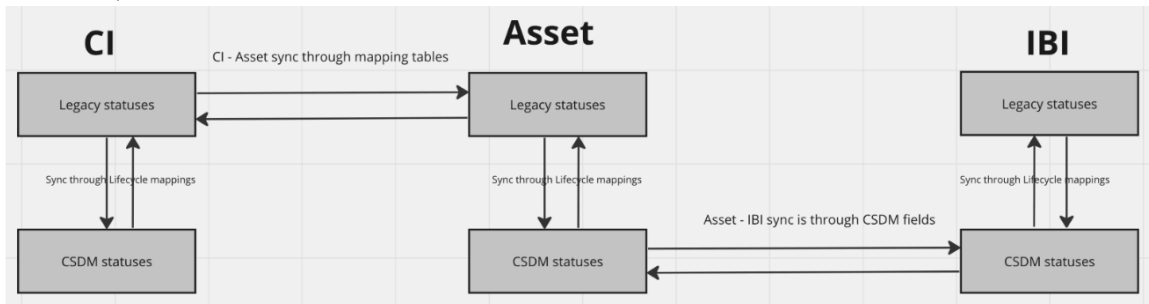 CI
Asset
IBI
CI - Asset sync through mapping tables
Legacy statuses
Legacy statuses
Legacy statuses
Sync through Lifecycle mappings
Sync through Lifecycle mappings
Sync through Lifecycle mappings
Asset - IBI sync is through CSDM fields
CSDM statuses
CSDM statuses
CSDM statuses